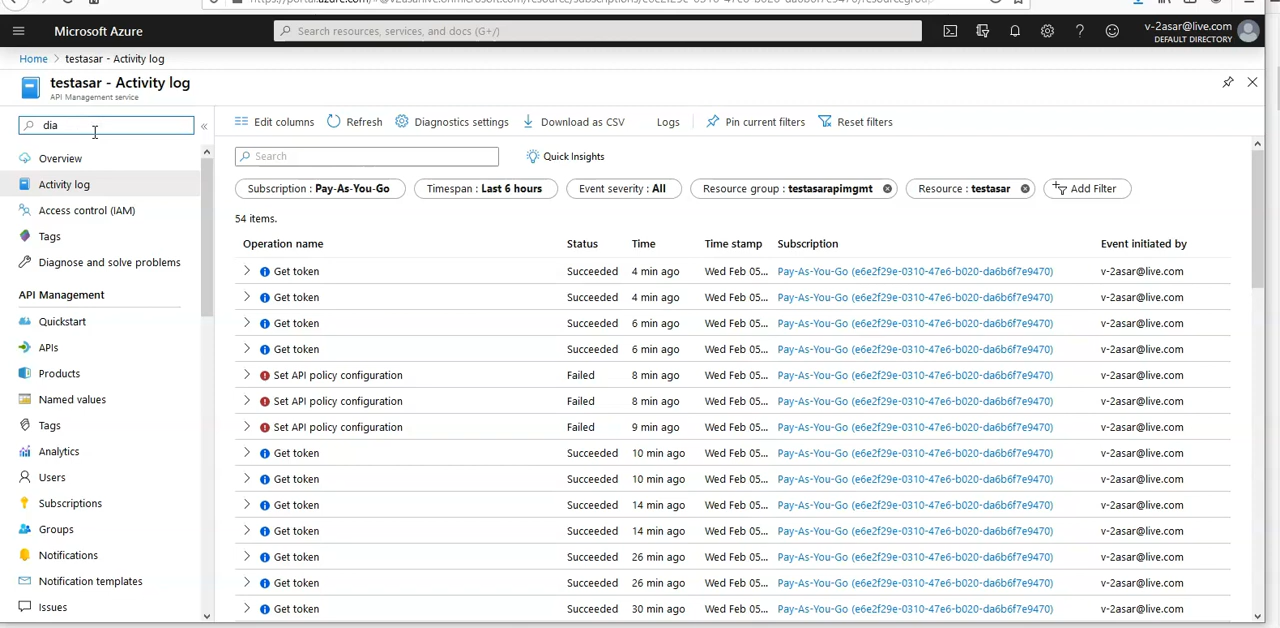 Microsoft Azure
Search resources, services, and docs (G+/)
v-2asar@live.com
DEFAULT DIRECTORY
Home > testasar - Activity log
testasar - Activity log
API Management service
dia
«
Overview
Activity log
Access control (IAM)
Tags
Diagnose and solve problems
API Management
Quickstart
APIs
Products
Named values
Tags
Analytics
Users
Subscriptions
Groups
Notifications
Notification templates
Issues
Edit columns Refresh Diagnostics settings Download as CSV Logs Pin current filters Reset filters
Search Quick Insights
Subscription : Pay-As-You-Go Timespan : Last 6 hours Event severity : All Resource group : testasarapimgmt Resource : testasar Add Filter
54 items.
Operation name Status Time Time stamp Subscription Event initiated by
Get token Succeeded 4 min ago Wed Feb 05... Pay-As-You-Go (e6e2f29e-0310-47e6-b020-da6b6f7e9470) v-2asar@live.com
Get token Succeeded 4 min ago Wed Feb 05... Pay-As-You-Go (e6e2f29e-0310-47e6-b020-da6b6f7e9470) v-2asar@live.com
Get token Succeeded 6 min ago Wed Feb 05... Pay-As-You-Go (e6e2f29e-0310-47e6-b020-da6b6f7e9470) v-2asar@live.com
Get token Succeeded 6 min ago Wed Feb 05... Pay-As-You-Go (e6e2f29e-0310-47e6-b020-da6b6f7e9470) v-2asar@live.com
Set API policy configuration Failed 8 min ago Wed Feb 05... Pay-As-You-Go (e6e2f29e-0310-47e6-b020-da6b6f7e9470) v-2asar@live.com
Set API policy configuration Failed 8 min ago Wed Feb 05... Pay-As-You-Go (e6e2f29e-0310-47e6-b020-da6b6f7e9470) v-2asar@live.com
Set API policy configuration Failed 9 min ago Wed Feb 05... Pay-As-You-Go (e6e2f29e-0310-47e6-b020-da6b6f7e9470) v-2asar@live.com
Get token Succeeded 10 min ago Wed Feb 05... Pay-As-You-Go (e6e2f29e-0310-47e6-b020-da6b6f7e9470) v-2asar@live.com
Get token Succeeded 10 min ago Wed Feb 05... Pay-As-You-Go (e6e2f29e-0310-47e6-b020-da6b6f7e9470) v-2asar@live.com
Get token Succeeded 14 min ago Wed Feb 05... Pay-As-You-Go (e6e2f29e-0310-47e6-b020-da6b6f7e9470) v-2asar@live.com
Get token Succeeded 14 min ago Wed Feb 05... Pay-As-You-Go (e6e2f29e-0310-47e6-b020-da6b6f7e9470) v-2asar@live.com
Get token Succeeded 26 min ago Wed Feb 05... Pay-As-You-Go (e6e2f29e-0310-47e6-b020-da6b6f7e9470) v-2asar@live.com
Get token Succeeded 26 min ago Wed Feb 05... Pay-As-You-Go (e6e2f29e-0310-47e6-b020-da6b6f7e9470) v-2asar@live.com
Get token Succeeded 30 min ago Wed Feb 05... Pay-As-You-Go (e6e2f29e-0310-47e6-b020-da6b6f7e9470) v-2asar@live.com